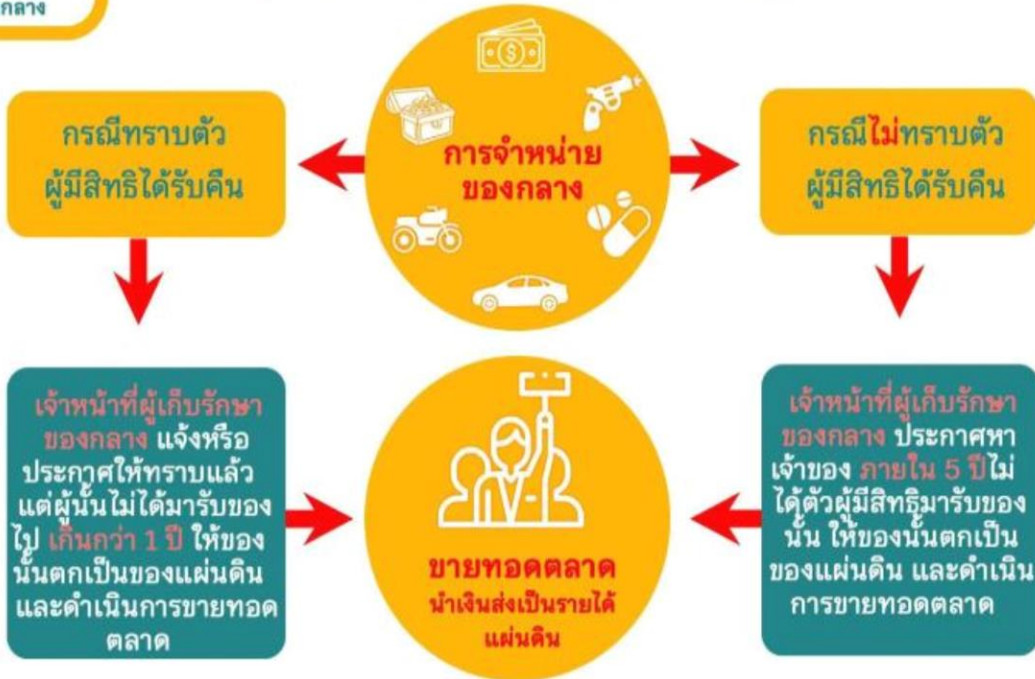 กลาง
กรณีทราบตัว
ผู้มีสิทธิได้รับคืน
การจำหน่าย
ของกลาง
กรณีไม่ทราบตัว
ผู้มีสิทธิได้รับคืน
เจ้าหน้าที่ผู้เก็บรักษา
ของกลาง แจ้งหรือ
ประกาศให้ทราบแล้ว
แต่ผู้นั้นไม่ได้มารับของ
ไป เกินกว่า 1 ปี ให้ของ
นั้นตกเป็นของแผ่นดิน
และดำเนินการขายทอด
ตลาด
ขายทอดตลาด
นำเงินส่งเป็นรายได้
แผ่นดิน
เจ้าหน้าที่ผู้เก็บรักษา
ของกลาง ประกาศหา
เจ้าของ ภายใน 5 ปีไม่
ได้ตัวผู้มีสิทธิมารับของ
นั้น ให้ของนั้นตกเป็น
ของแผ่นดิน และดำเนิน
การขายทอดตลาด